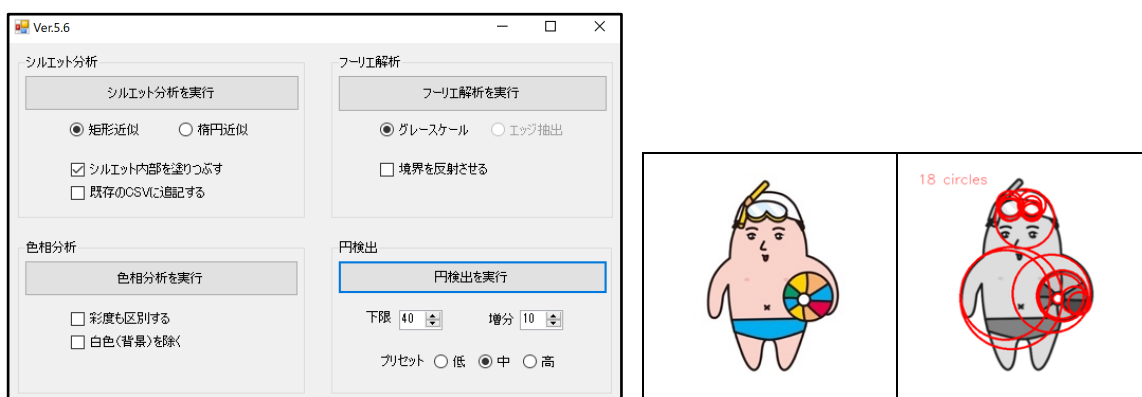 Ver.5.6
シルエット分析
シルエット分析を実行
矩形近似 楕円近似
シルエット内部を塗りつぶす
既存のCSVに追記する
フーリエ解析
フーリエ解析を実行
グレースケール エッジ抽出
境界を反射させる
色相分析
色相分析を実行
彩度も区別する
白色(背景)を除く
円検出
円検出を実行
下限 40 増分 10
プリセット 低 中 高
18 circles